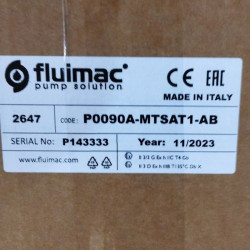 fluimac®
pump solution
CE EAC
MADE IN ITALY
2647 CODE: P0090A-MTSAT1-AB
SERIAL No: P143333 Year: 11/2023
www.fluimac.com